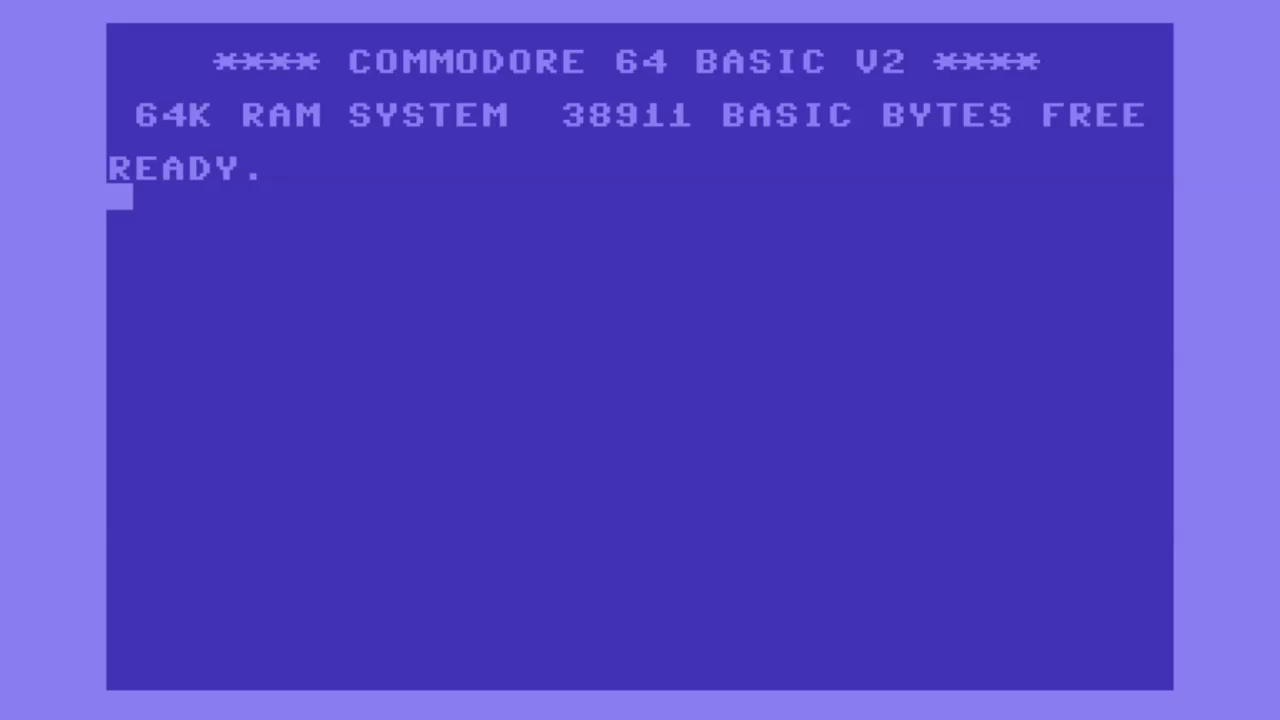 **** COMMODORE 64 BASIC V2 ****
64K RAM SYSTEM  38911 BASIC BYTES FREE
READY.